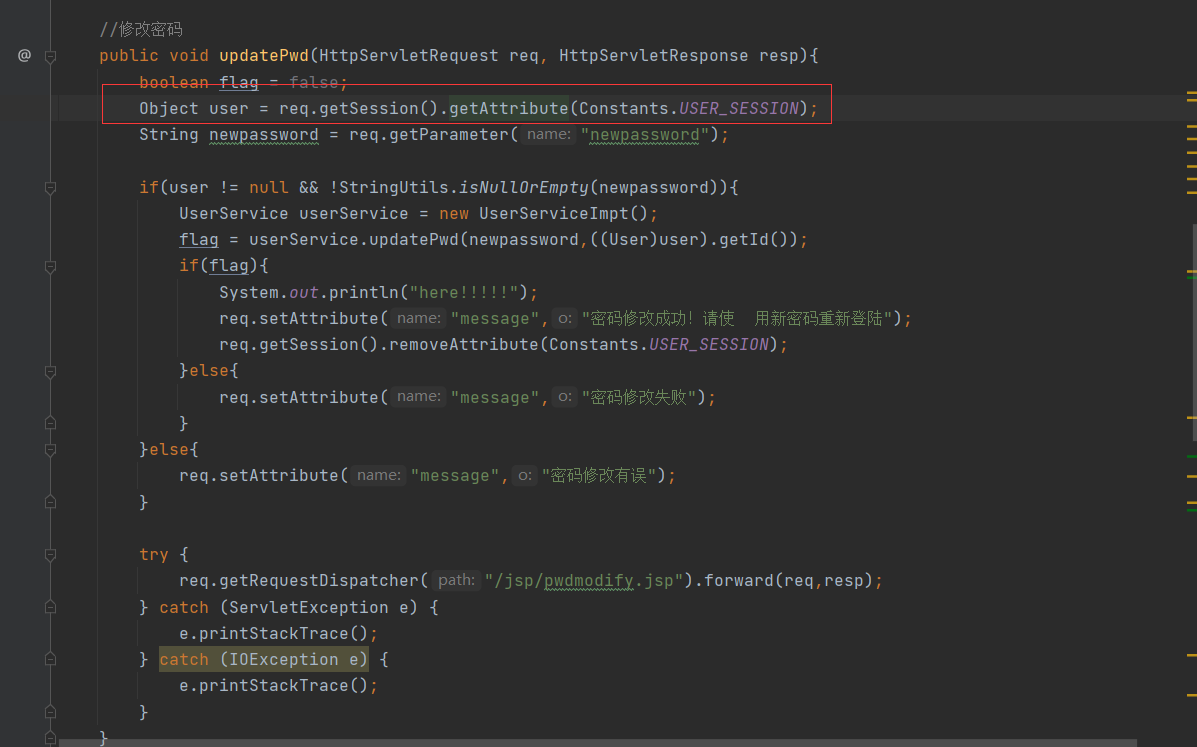 //修改密码
@
public void updatePwd(HttpServletRequest req, HttpServletResponse resp){
boolean flag = false;
Object user = req.getSession().getAttribute(Constants.USER_SESSION);
String newpassword = req.getParameter( name: "newpassword");
if(user != null && !StringUtils.isNullOrEmpty(newpassword)){
UserService userService = new UserServiceImpt();
flag = userService.updatePwd(newpassword,((User)user).getId());
if(flag){
System.out.println("here!!!!!");
req.setAttribute( name: "message", o: "密码修改成功！请使  用新密码重新登陆");
req.getSession().removeAttribute(Constants.USER_SESSION);
}else{
req.setAttribute( name: "message", o: "密码修改失败");
}
}else{
req.setAttribute( name: "message", o: "密码修改有误");
}
try {
req.getRequestDispatcher( path: "/jsp/pwdmodify.jsp").forward(req,resp);
} catch (ServletException e) {
e.printStackTrace();
} catch (IOException e) {
e.printStackTrace();
}
}